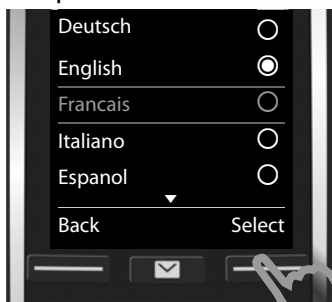 Deutsch
English
Francais
Italiano
Espanol
Back Select